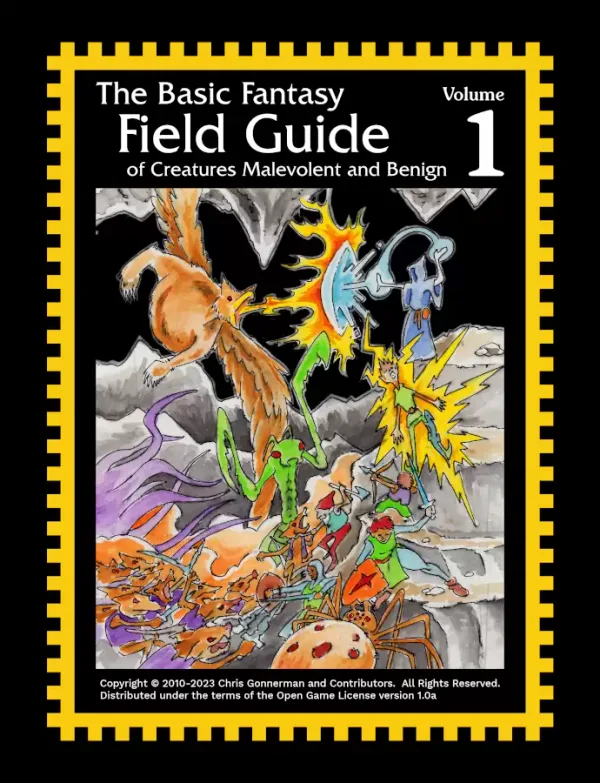 The Basic Fantasy
Field Guide
of Creatures Malevolent and Benign
Volume
1
Copyright © 2010-2023 Chris Gonnerman and Contributors. All Rights Reserved.
Distributed under the terms of the Open Game License version 1.0a